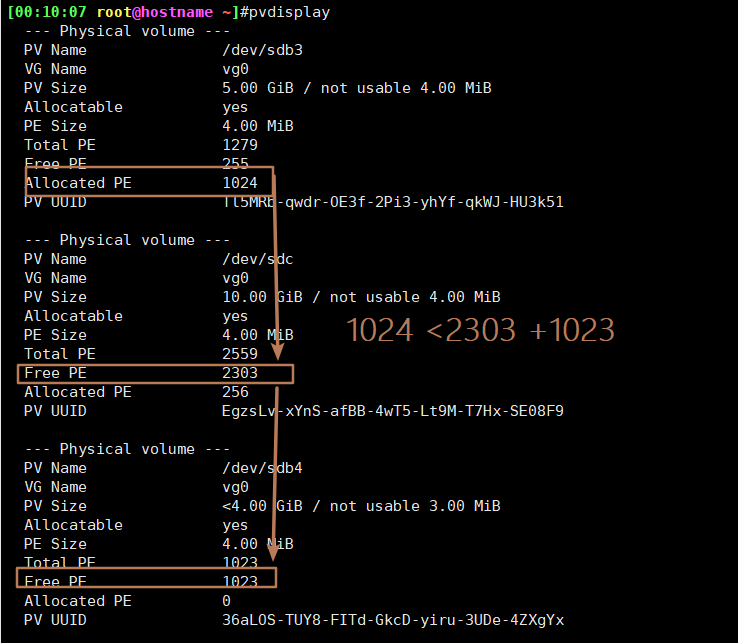 [00:10:07 root@hostname ~]#pvdisplay
--- Physical volume ---
PV Name /dev/sdb3
VG Name vg0
PV Size 5.00 GiB / not usable 4.00 MiB
Allocatable yes
PE Size 4.00 MiB
Total PE 1279
Free PE 255
Allocated PE 1024
PV UUID qwdr-OE3f-2Pi3-yhYf-qkWJ-HU3k51
--- Physical volume ---
PV Name /dev/sdc
VG Name vg0
PV Size 10.00 GiB / not usable 4.00 MiB
Allocatable yes
PE Size 4.00 MiB
1024 <2303 +1023
Total PE 2559
Free PE 2303
Allocated PE 256
PV UUID EgzsLv-xYnS-afBB-4wT5-Lt9M-T7Hx-SE08F9
--- Physical volume ---
PV Name /dev/sdb4
VG Name vg0
PV Size <4.00 GiB / not usable 3.00 MiB
Allocatable yes
PE Size 4.00 MiB
Total PE 1023
Free PE 1023
Allocated PE 0
PV UUID 36aLOS-TUY8-FITd-GkcD-yiru-3UDe-4ZXgYx